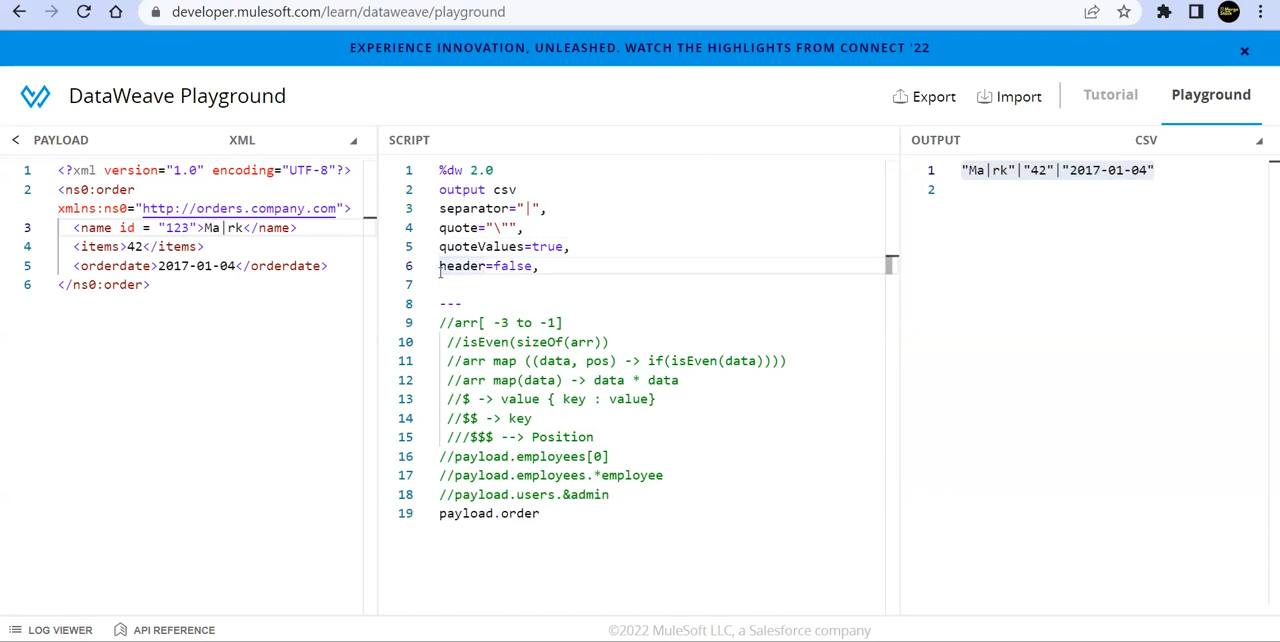 developer.mulesoft.com/learn/dataweave/playground
EXPERIENCE INNOVATION, UNLEASHED. WATCH THE HIGHLIGHTS FROM CONNECT '22
DataWeave Playground
Export
Import
Tutorial
Playground
PAYLOAD
XML
1 <?xml version="1.0" encoding="UTF-8"?>
2 <ns0:order
xmlns:ns0="http://orders.company.com">
3 <name id = "123">Ma|rk</name>
4 <items>42</items>
5 <orderdate>2017-01-04</orderdate>
6 </ns0:order>
SCRIPT
1 %dw 2.0
2 output csv
3 separator="|",
4 quote="\"",
5 quoteValues=true,
6 header=false,
7
8 ---
9 //arr[ -3 to -1]
10 //isEven(sizeOf(arr))
11 //arr map ((data, pos) -> if(isEven(data))))
12 //arr map(data) -> data * data
13 //$ -> value { key : value}
14 //$$ -> key
15 ///$$$ --> Position
16 //payload.employees[0]
17 //payload.employees.*employee
18 //payload.users.&admin
19 payload.order
OUTPUT
CSV
1 "Ma|rk"|"42"|"2017-01-04"
2
LOG VIEWER
API REFERENCE
©2022 MuleSoft LLC, a Salesforce company